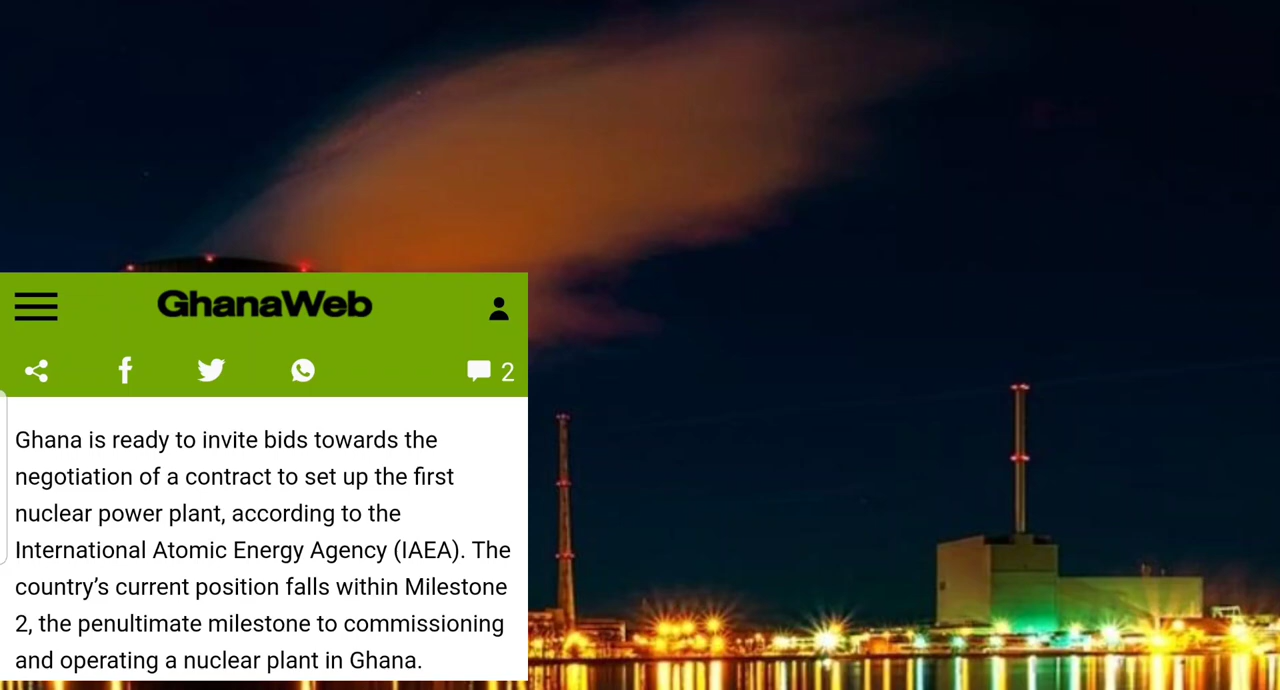 GhanaWeb
2
Ghana is ready to invite bids towards the
negotiation of a contract to set up the first
nuclear power plant, according to the
International Atomic Energy Agency (IAEA). The
country’s current position falls within Milestone
2, the penultimate milestone to commissioning
and operating a nuclear plant in Ghana.